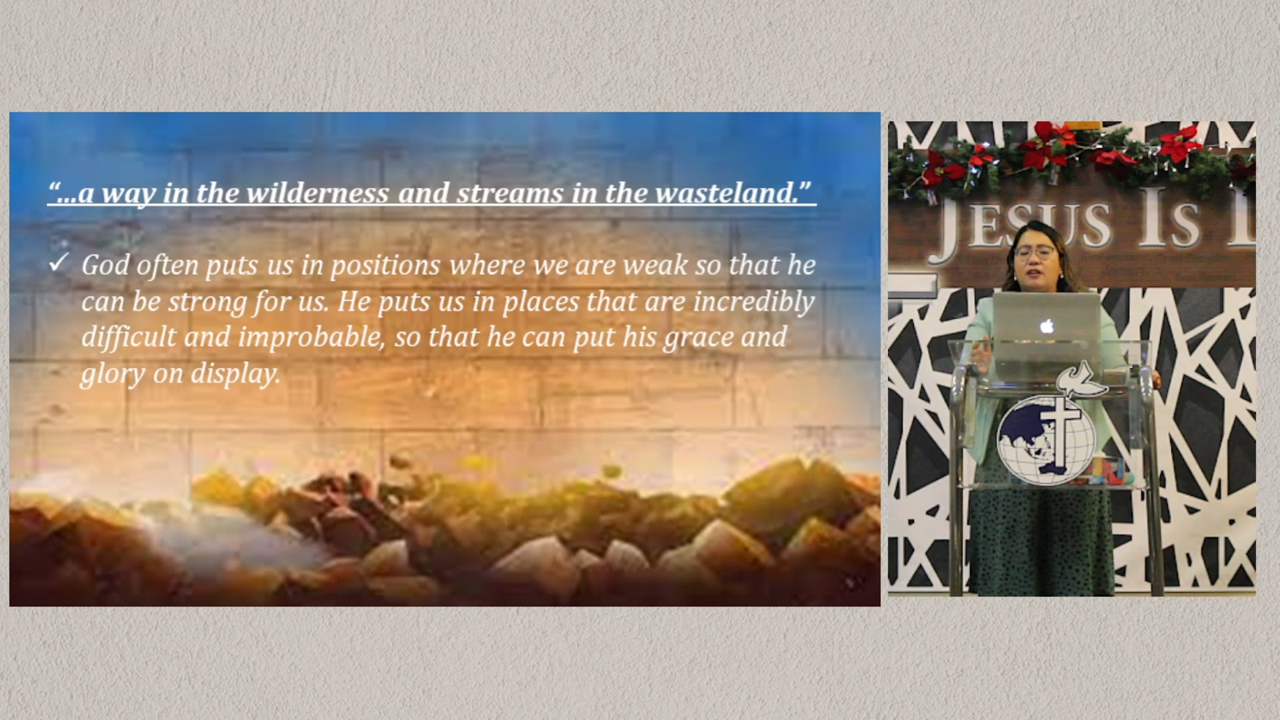 “...a way in the wilderness and streams in the wasteland.”
✓ God often puts us in positions where we are weak so that he
can be strong for us. He puts us in places that are incredibly
difficult and improbable, so that he can put his grace and
glory on display.
JESUS IS L